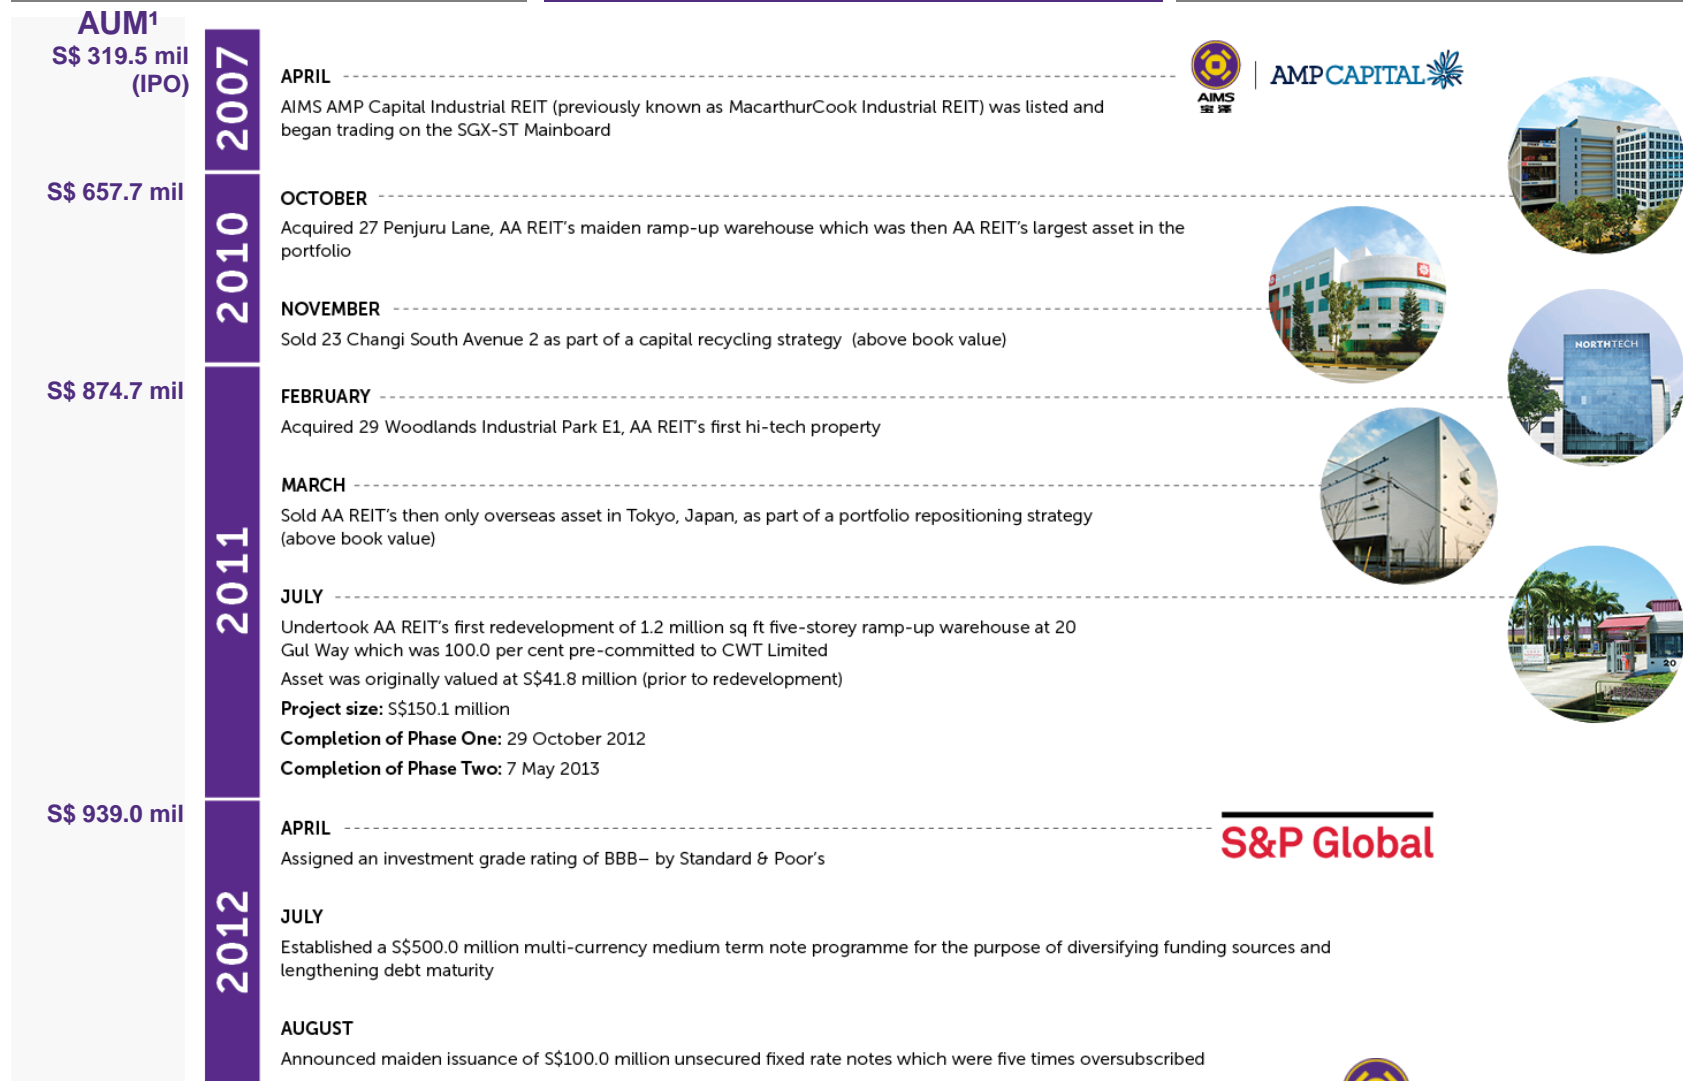 AUM¹
S$ 319.5 mil
(IPO)
2007
APRIL
AIMS
宝泽
AMP CAPITAL
AIMS AMP Capital Industrial REIT (previously known as MacarthurCook Industrial REIT) was listed and
began trading on the SGX-ST Mainboard
S$ 657.7 mil
2010
OCTOBER
Acquired 27 Penjuru Lane, AA REIT's maiden ramp-up warehouse which was then AA REIT's largest asset in the
portfolio
NOVEMBER
Sold 23 Changi South Avenue 2 as part of a capital recycling strategy (above book value)
NORTHTECH
S$ 874.7 mil
2011
FEBRUARY
Acquired 29 Woodlands Industrial Park E1, AA REIT's first hi-tech property
MARCH
Sold AA REIT's then only overseas asset in Tokyo, Japan, as part of a portfolio repositioning strategy
(above book value)
JULY
Undertook AA REIT's first redevelopment of 1.2 million sq ft five-storey ramp-up warehouse at 20
Gul Way which was 100.0 per cent pre-committed to CWT Limited
Asset was originally valued at S$41.8 million (prior to redevelopment)
Project size: S$150.1 million
Completion of Phase One: 29 October 2012
Completion of Phase Two: 7 May 2013
20
S$ 939.0 mil
2012
APRIL
S&P Global
Assigned an investment grade rating of BBB– by Standard & Poor's
JULY
Established a S$500.0 million multi-currency medium term note programme for the purpose of diversifying funding sources and
lengthening debt maturity
AUGUST
Announced maiden issuance of S$100.0 million unsecured fixed rate notes which were five times oversubscribed